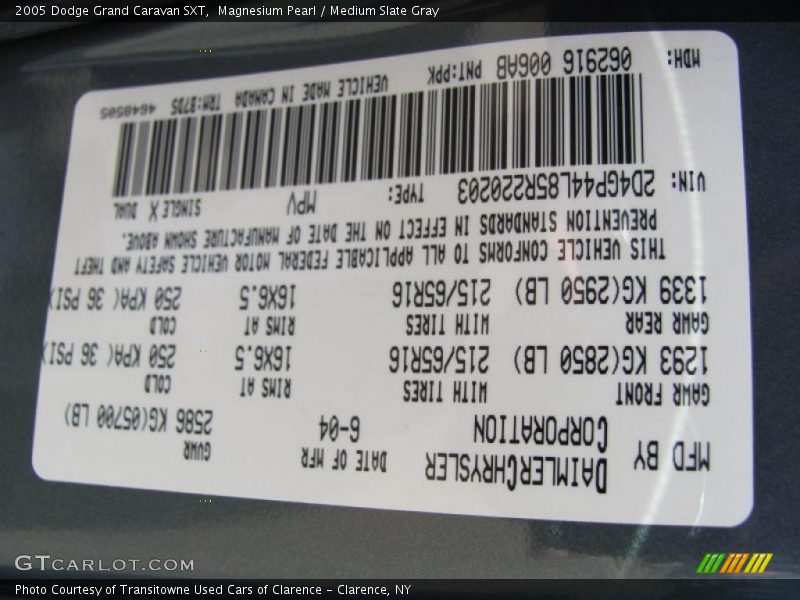 2005 Dodge Grand Caravan SXT, Magnesium Pearl / Medium Slate Gray
MFD BY DAIMLERCHRYSLER CORPORATION
DATE OF MFR 6-04
GVWR 2586 KG(05700 LB)
GAWR FRONT WITH TIRES RIMS AT COLD
1293 KG(2850 LB) 215/65R16 16X6.5 250 KPA( 36 PSI)
GAWR REAR WITH TIRES RIMS AT COLD
1339 KG(2950 LB) 215/65R16 16X6.5 250 KPA( 36 PSI)
THIS VEHICLE CONFORMS TO ALL APPLICABLE FEDERAL MOTOR VEHICLE SAFETY AND THEFT
PREVENTION STANDARDS IN EFFECT ON THE DATE OF MANUFACTURE SHOWN ABOVE.
VIN: 2D4GP44L85R220203 TYPE: MPV SINGLE X DUAL
MDH: 062916 006AB PNT:PPK VEHICLE MADE IN CANADA TRM:B7D5 4648505
GTCARLOT.COM
Photo Courtesy of Transitowne Used Cars of Clarence - Clarence, NY